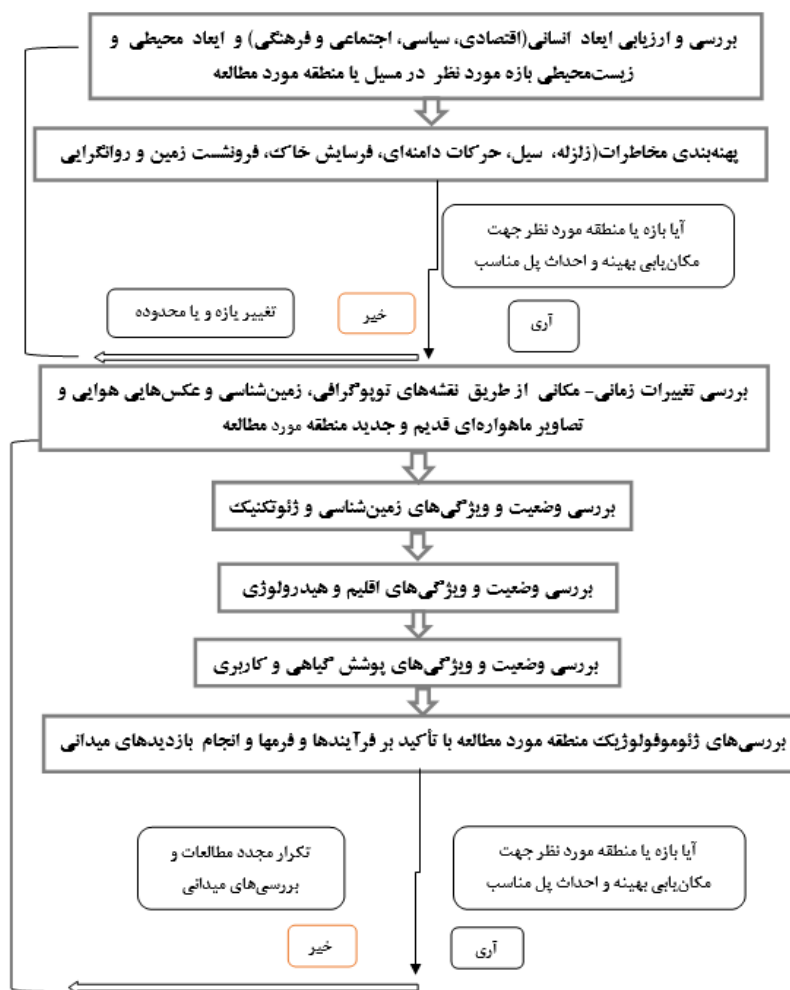 بررسی و ارزیابی ابعاد انسانی(اقتصادی، سیاسی، اجتماعی و فرهنگی) و ابعاد محیطی و
زیست‌محیطی بازه مورد نظر در مسیل یا منطقه مورد مطالعه
پهنه‌بندی مخاطرات(زلزله، سیل، حرکات دامنه‌ای، فرسایش خاک، فرونشست زمین و روانگرایی
آیا بازه یا منطقه مورد نظر جهت
مکان‌یابی بهینه و احداث پل مناسب
آری
خیر
تغییر یازه و یا محدوده
بررسی تغییرات زمانی- مکانی از طریق نقشه‌های توپوگرافی، زمین‌شناسی و عکس‌هایی هوایی و
تصاویر ماهواره‌ای قدیم و جدید منطقه مورد مطالعه
بررسی وضعیت و ویژگی‌های زمین‌شناسی و ژئوتکنیک
بررسی وضعیت و ویژگی‌های اقلیم و هیدرولوژی
بررسی وضعیت و ویژگی‌های پوشش گیاهی و کاربری
بررسی‌های ژئوموفولوژیک منطقه مورد مطالعه با تأکید بر فرآیندها و فرمها و انجام بازدیدهای میدانی
آیا بازه یا منطقه مورد نظر جهت
مکان‌یابی بهینه و احداث پل مناسب
تکرار مجدد مطالعات و
بررسی‌های میدانی
آری
خیر